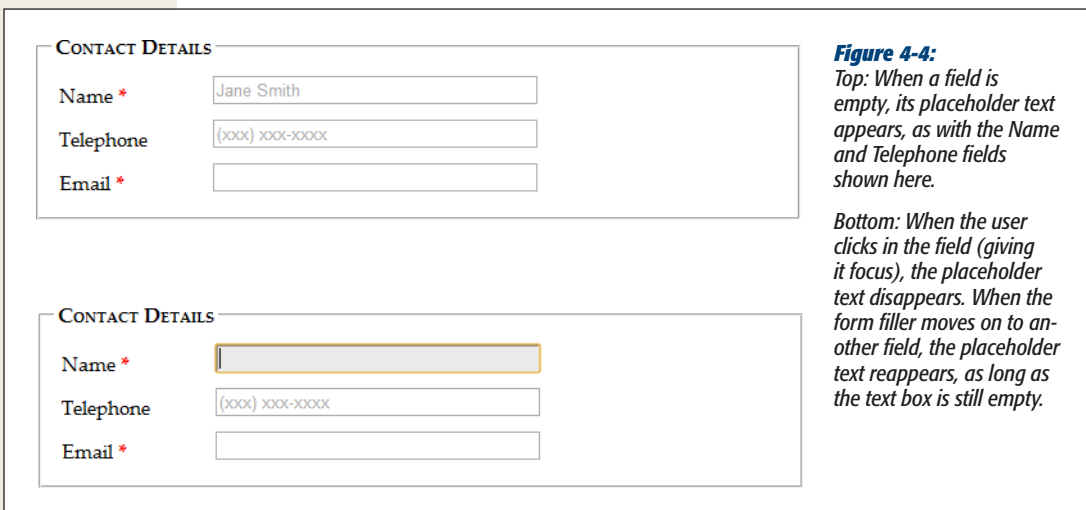 CONTACT DETAILS
Name *
Jane Smith
Telephone
(xxx) xxx-xxxx
Email *
CONTACT DETAILS
Name *
Telephone
(xxx) xxx-xxxx
Email *
Figure 4-4:
Top: When a field is
empty, its placeholder text
appears, as with the Name
and Telephone fields
shown here.
Bottom: When the user
clicks in the field (giving
it focus), the placeholder
text disappears. When the
form filler moves on to an-
other field, the placeholder
text reappears, as long as
the text box is still empty.